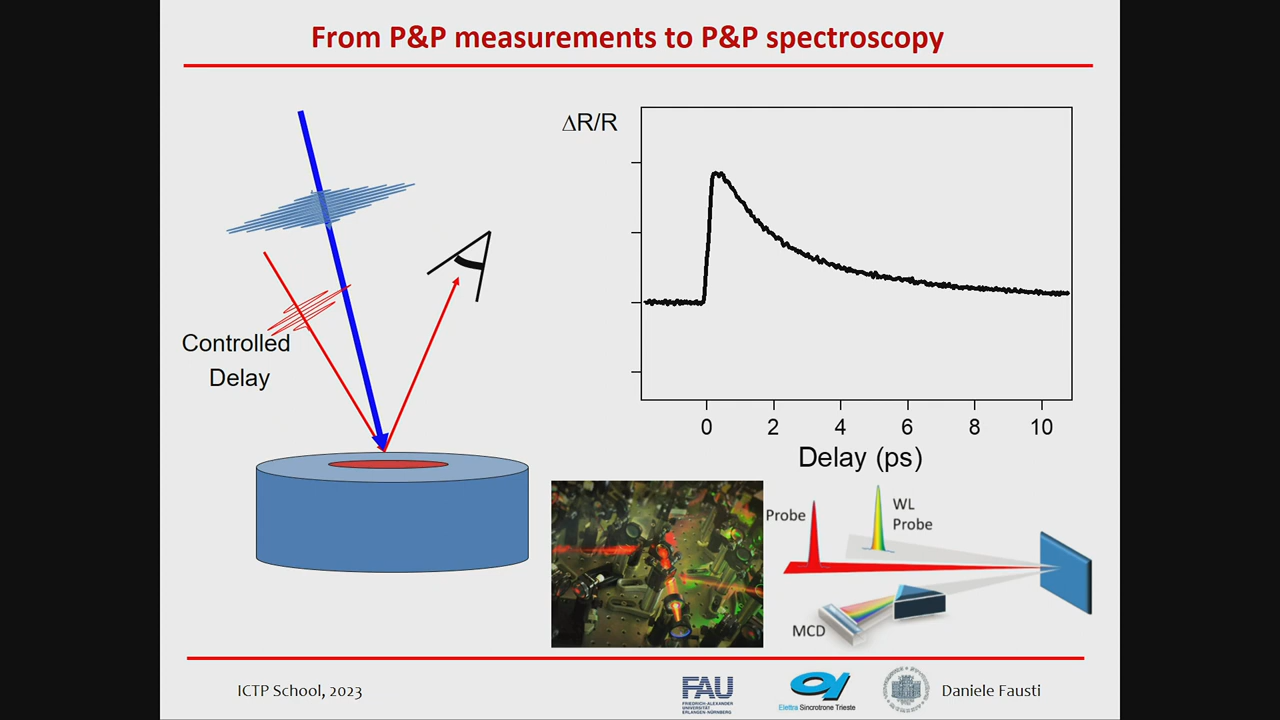 From P&P measurements to P&P spectroscopy
ΔR/R
Controlled
Delay
0 2 4 6 8 10
Delay (ps)
Probe
WL
Probe
MCD
ICTP School, 2023
FAU
FRIEDRICH-ALEXANDER
UNIVERSITÄT
ERLANGEN-NÜRNBERG
Elettra Sincrotrone Trieste
Daniele Fausti